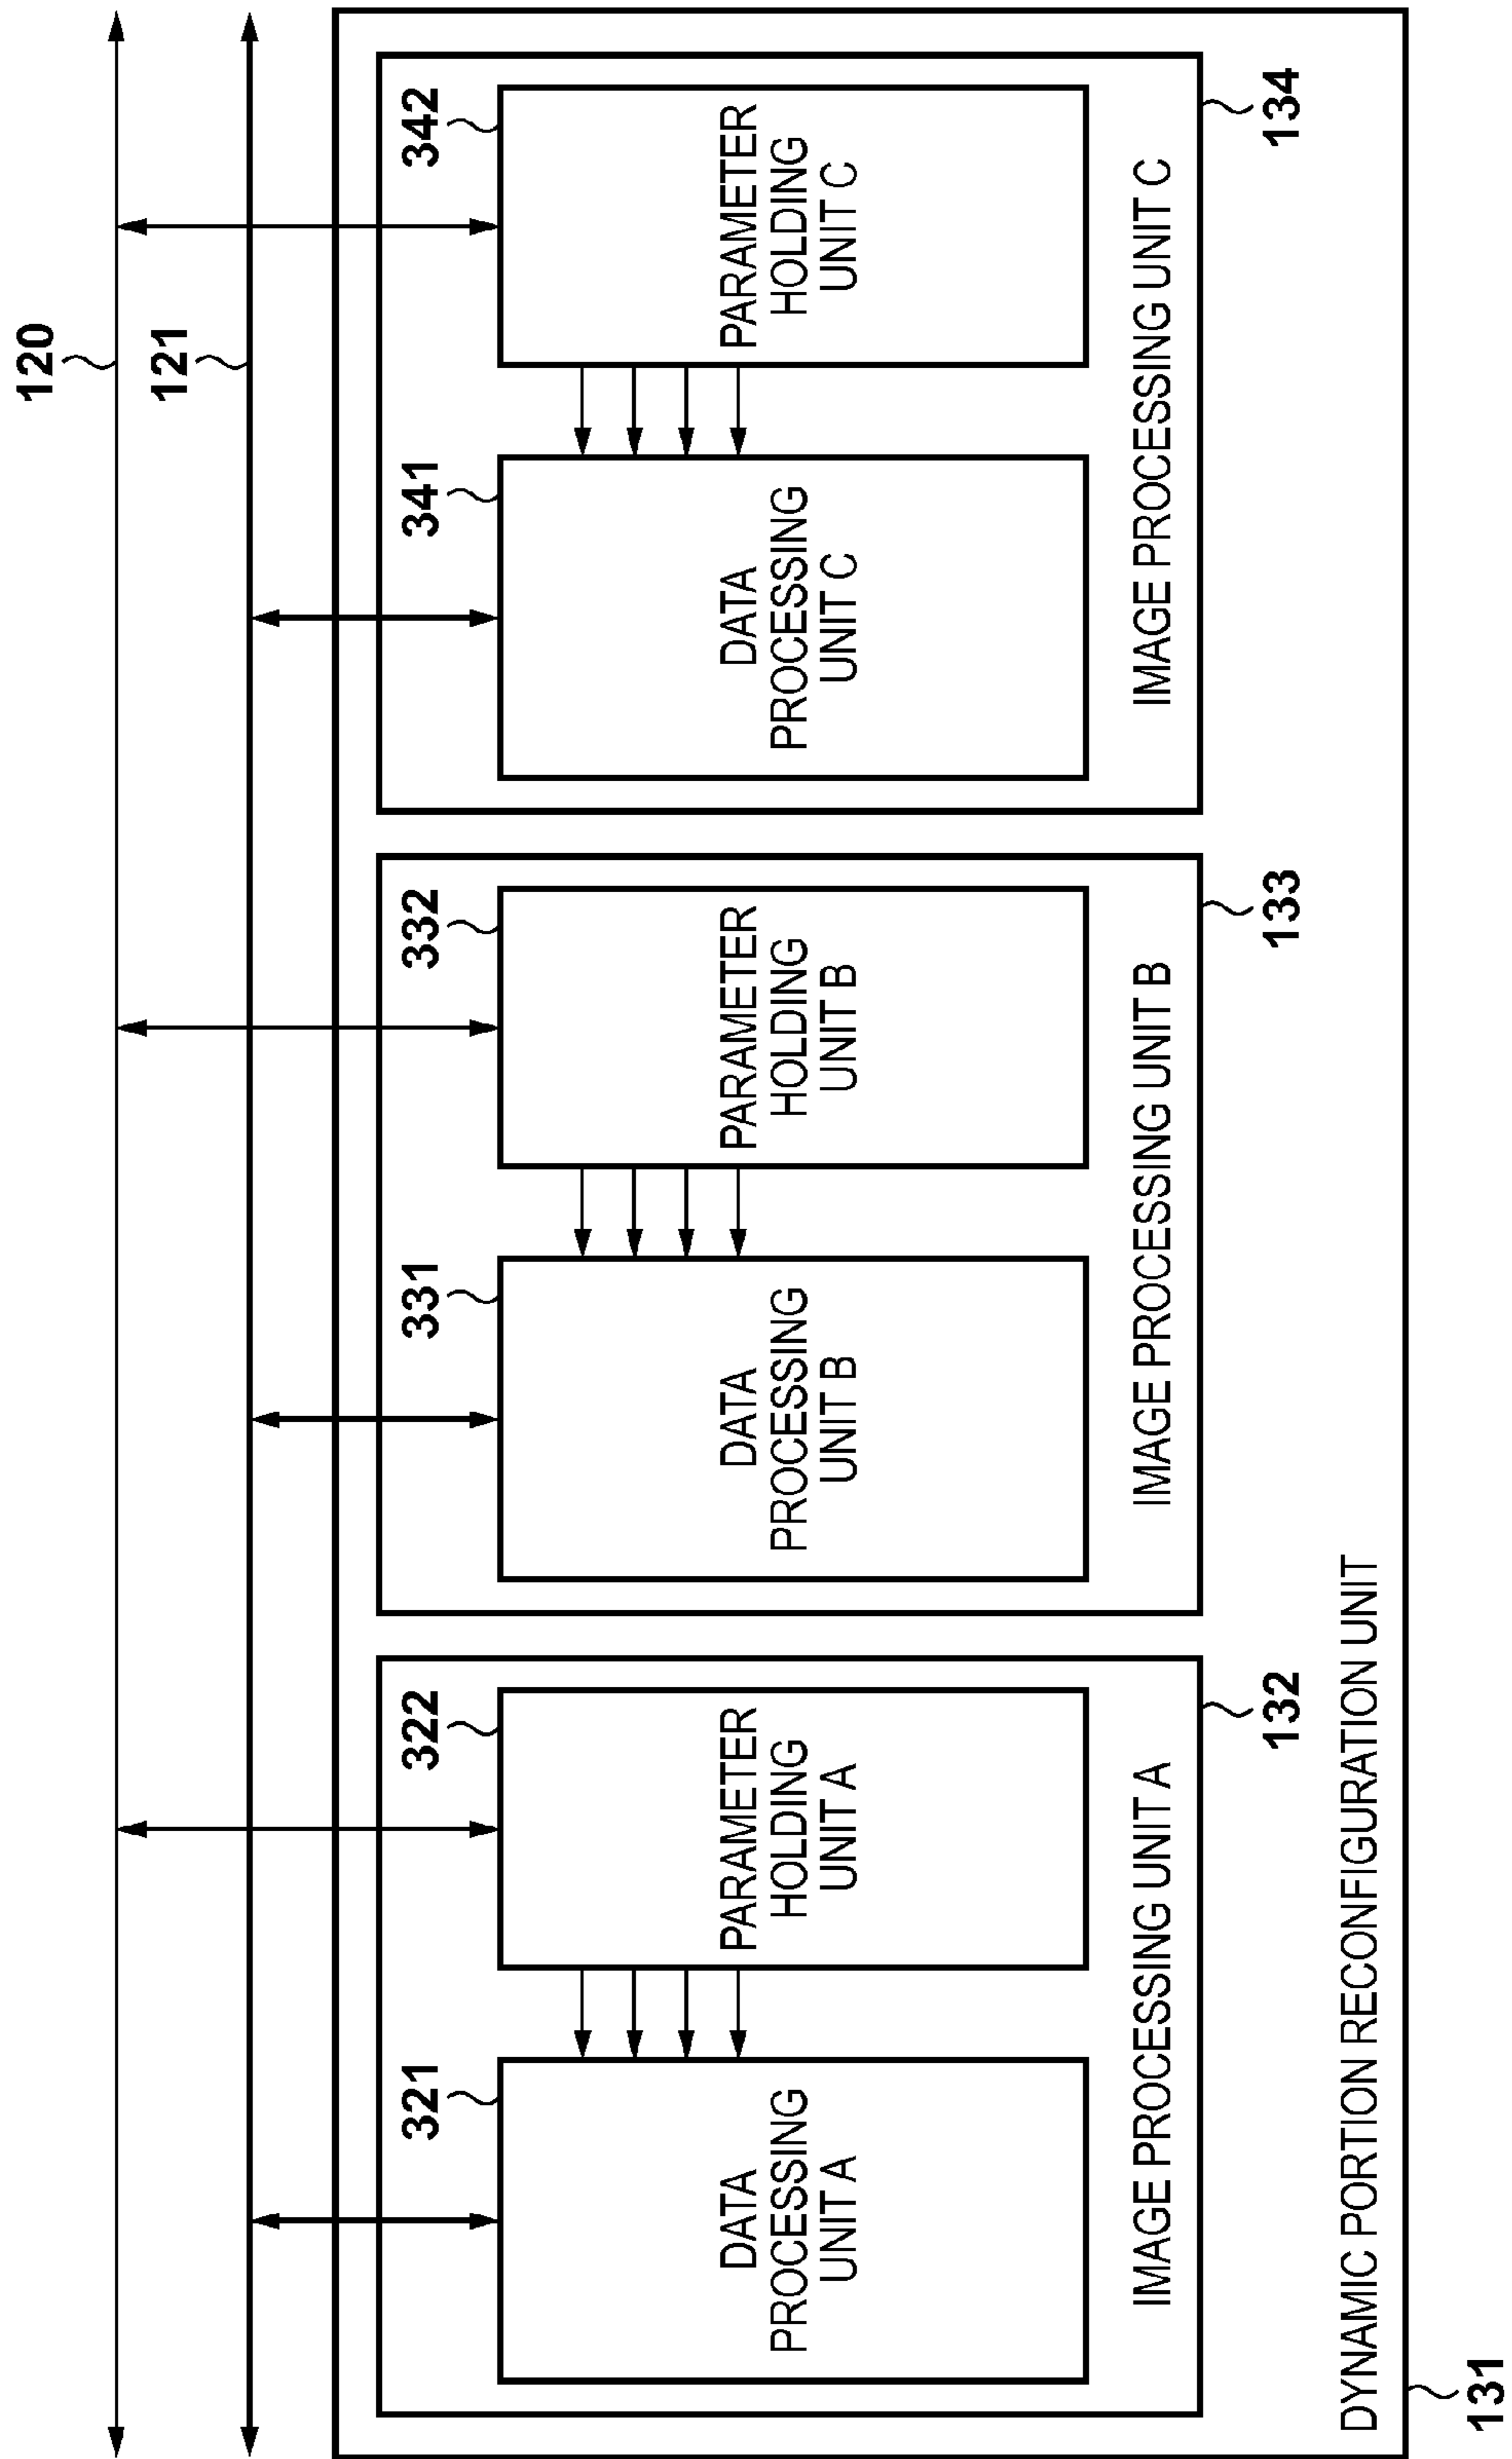 120
121
321
322
331
332
341
342
DATA
PROCESSING
UNIT A
PARAMETER
HOLDING
UNIT A
DATA
PROCESSING
UNIT B
PARAMETER
HOLDING
UNIT B
DATA
PROCESSING
UNIT C
PARAMETER
HOLDING
UNIT C
IMAGE PROCESSING UNIT A
IMAGE PROCESSING UNIT B
IMAGE PROCESSING UNIT C
132
133
134
DYNAMIC PORTION RECONFIGURATION UNIT
131